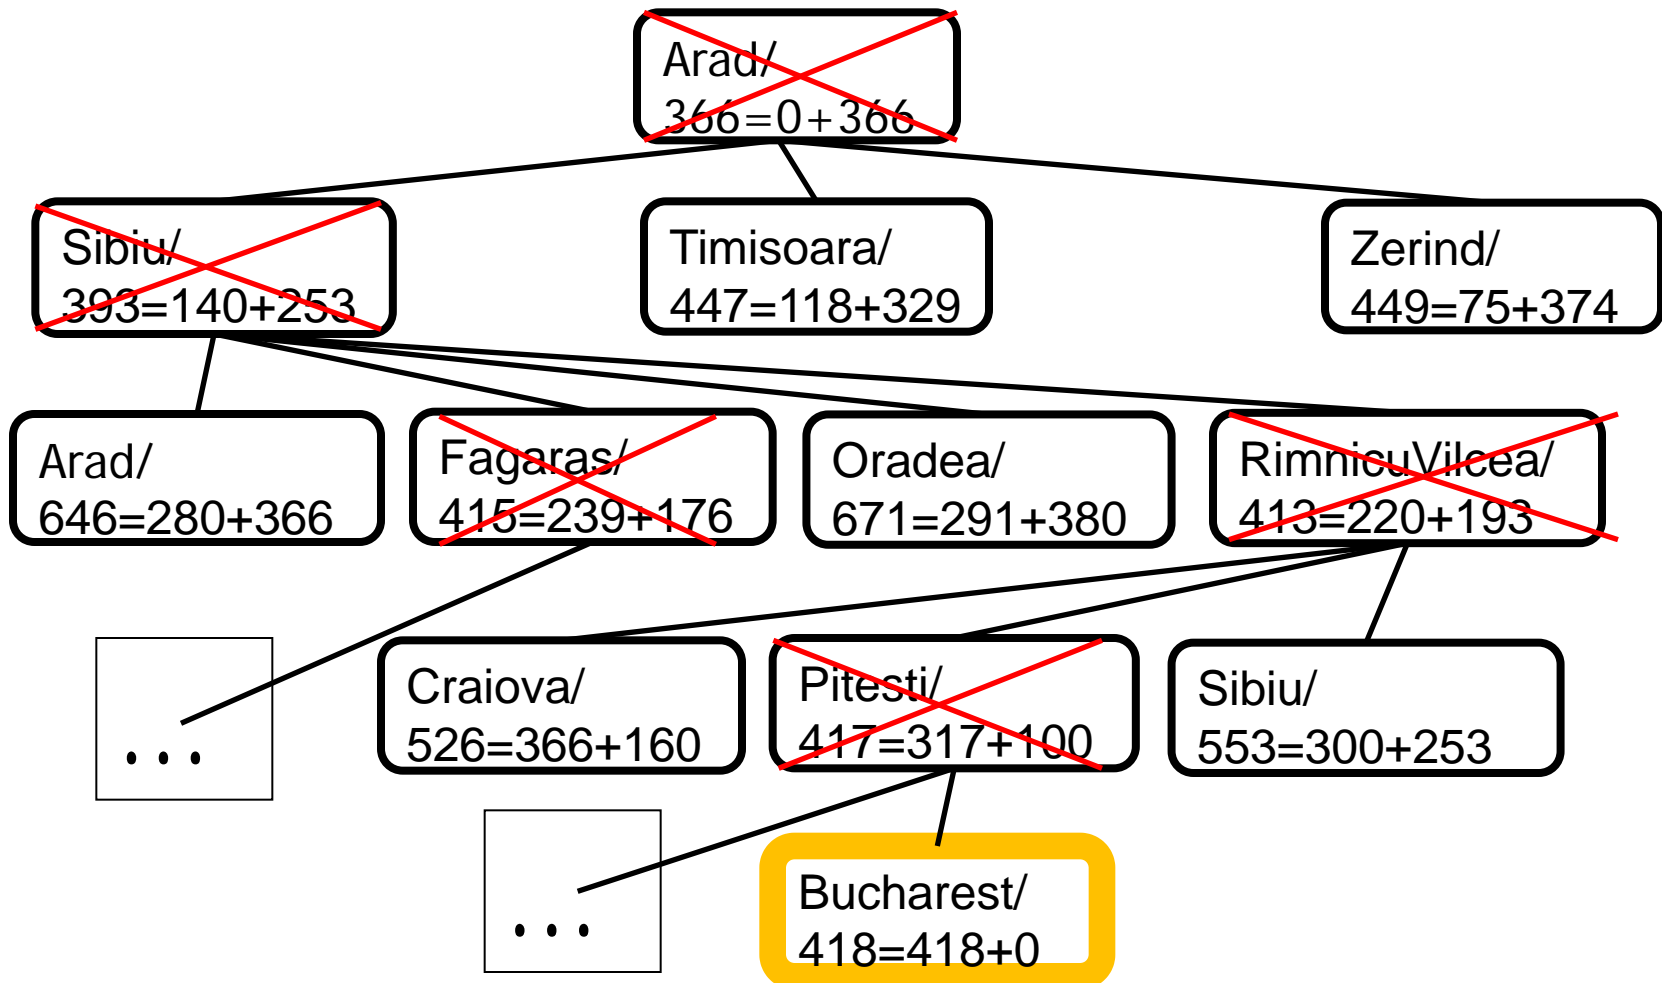 Arad/
366=0+366
Sibiu/
393=140+253
Timisoara/
447=118+329
Zerind/
449=75+374
Arad/
646=280+366
Fagaras/
415=239+176
Oradea/
671=291+380
RimnicuVilcea/
413=220+193
...
Craiova/
526=366+160
Pitesti/
417=317+100
Sibiu/
553=300+253
...
Bucharest/
418=418+0